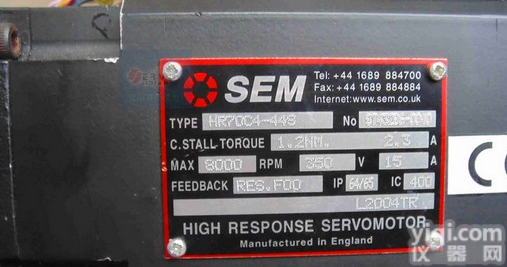 SEM
Tel:+44 1689 884700
Fax:+44 1689 884884
Internet:www.sem.co.uk
TYPE HR70C4-44S No
C.STALL-TORQUE 1.2NM. 2.3 A
MAX 8000 RPM 350 V 15 A
FEEDBACK RES.F00 IP 64/65 IC 400
L2004TR.
HIGH RESPONSE SERVOMOTOR
Manufactured in England
C
yiqi.com
仪器网